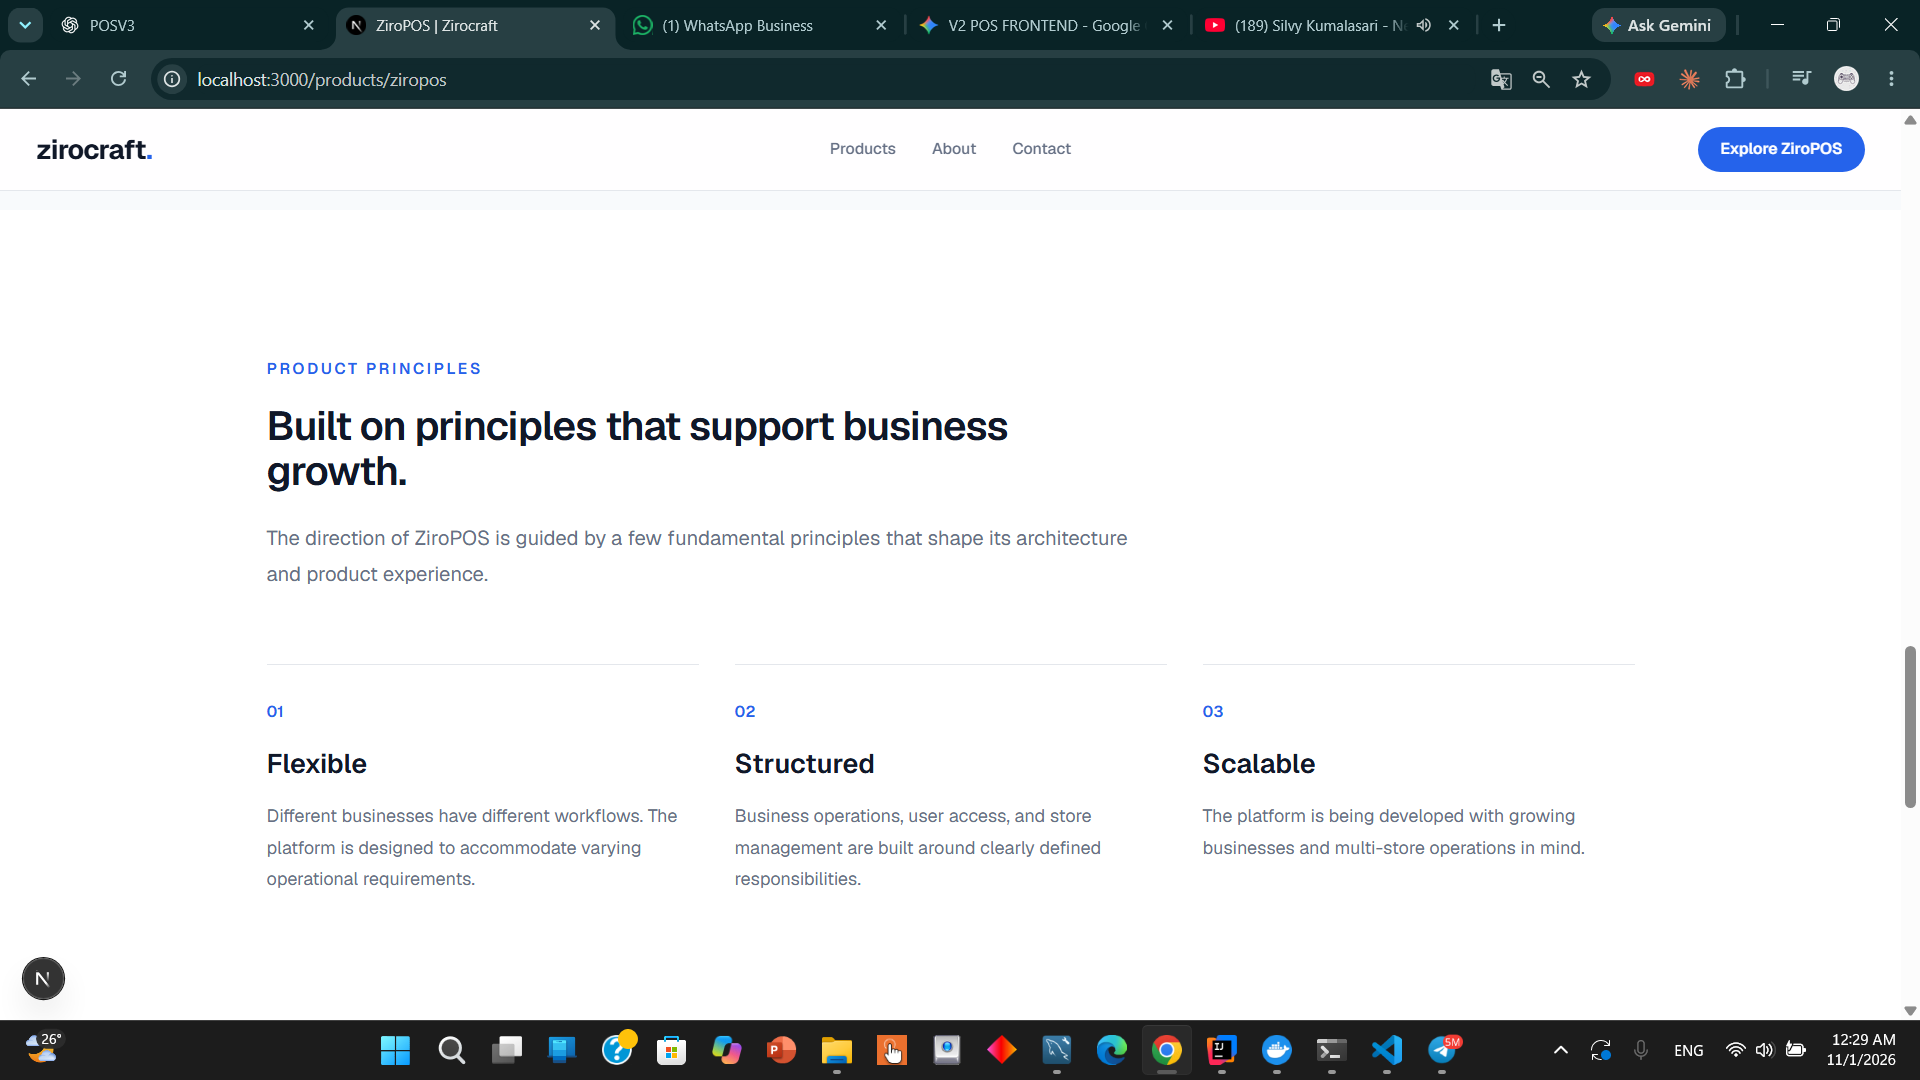 POSV3
ZiroPOS | Zirocraft
(1) WhatsApp Business
V2 POS FRONTEND - Google
(189) Silvy Kumalasari - Ne
Ask Gemini
localhost:3000/products/ziropos
zirocraft.
Products
About
Contact
Explore ZiroPOS
PRODUCT PRINCIPLES
Built on principles that support business
growth.
The direction of ZiroPOS is guided by a few fundamental principles that shape its architecture
and product experience.
01
Flexible
Different businesses have different workflows. The
platform is designed to accommodate varying
operational requirements.
02
Structured
Business operations, user access, and store
management are built around clearly defined
responsibilities.
03
Scalable
The platform is being developed with growing
businesses and multi-store operations in mind.
N
26°
5M
ENG
12:29 AM
11/1/2026